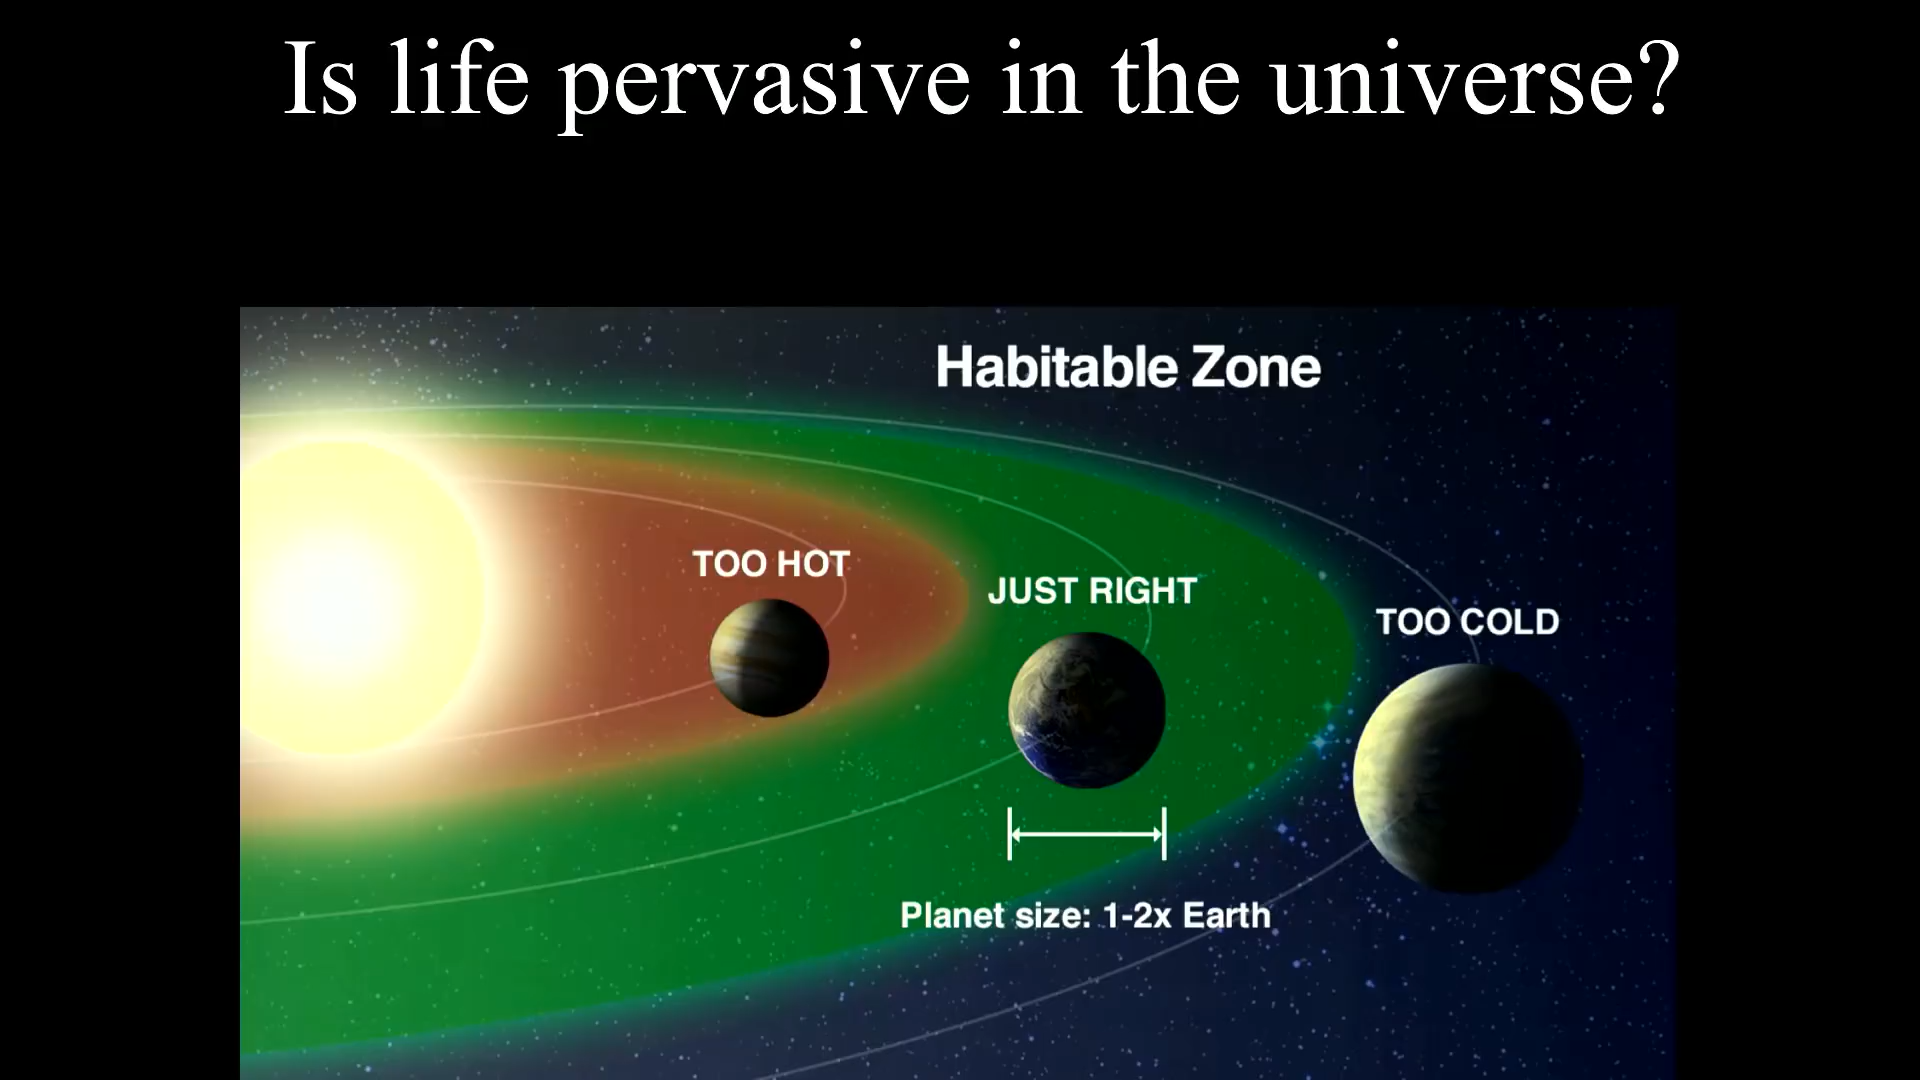 Is life pervasive in the universe?
Habitable Zone
TOO HOT
JUST RIGHT
TOO COLD
Planet size: 1-2x Earth